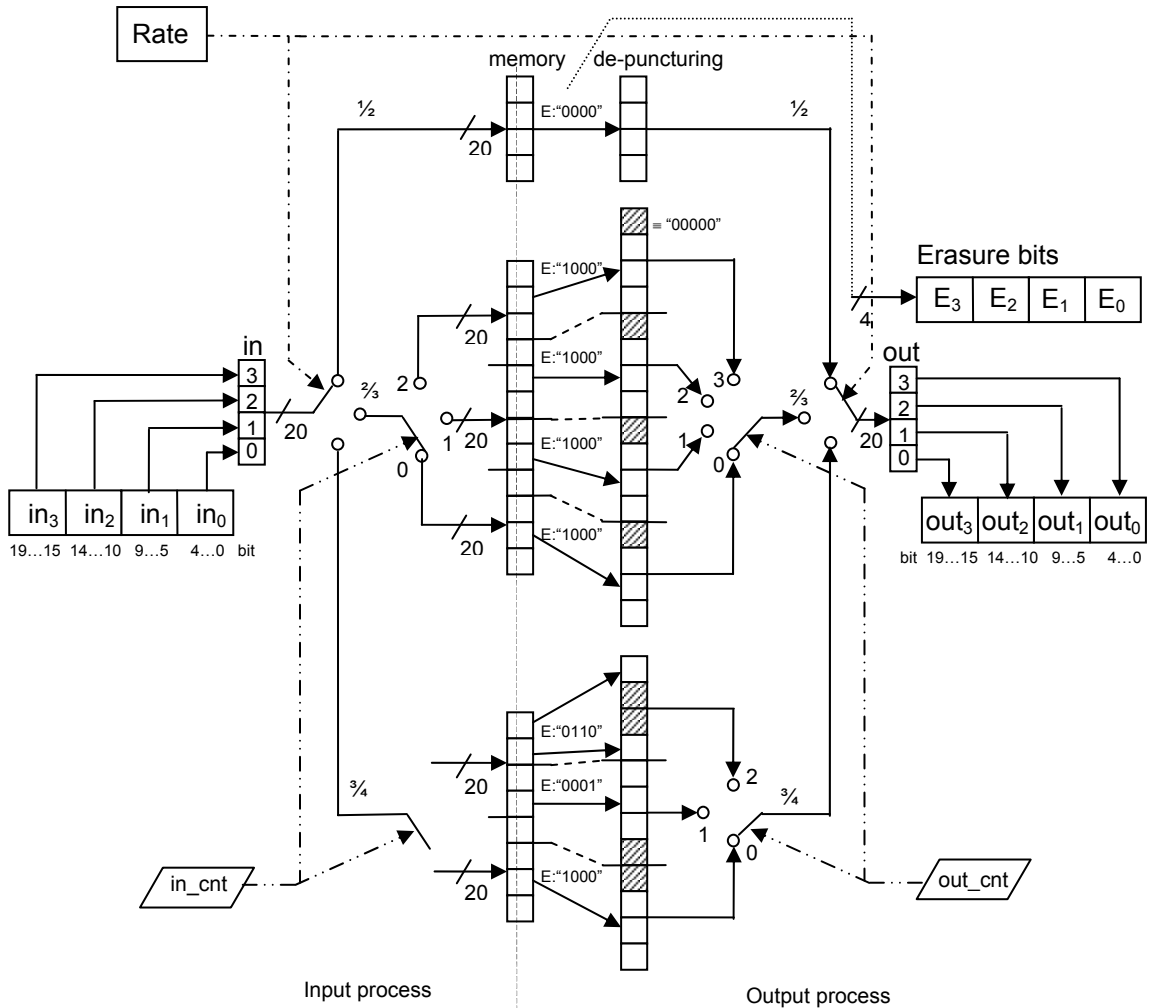 Rate
memory de-puncturing
½ E:“0000” ½
20
≡ “00000”
E:“1000”
Erasure bits
E3 E2 E1 E0
4
20
in
3
2
1
0
20
⅔
2
1
0
20
20
E:“1000”
E:“1000”
E:“1000”
3
2
1
0
⅔
20
out
3
2
1
0
in3 in2 in1 in0
19...15 14...10 9...5 4...0 bit
out3 out2 out1 out0
bit 19...15 14...10 9...5 4...0
¾
20
E:“0110”
E:“0001”
E:“1000”
20
2
1
0
¾
in_cnt
out_cnt
Input process
Output process